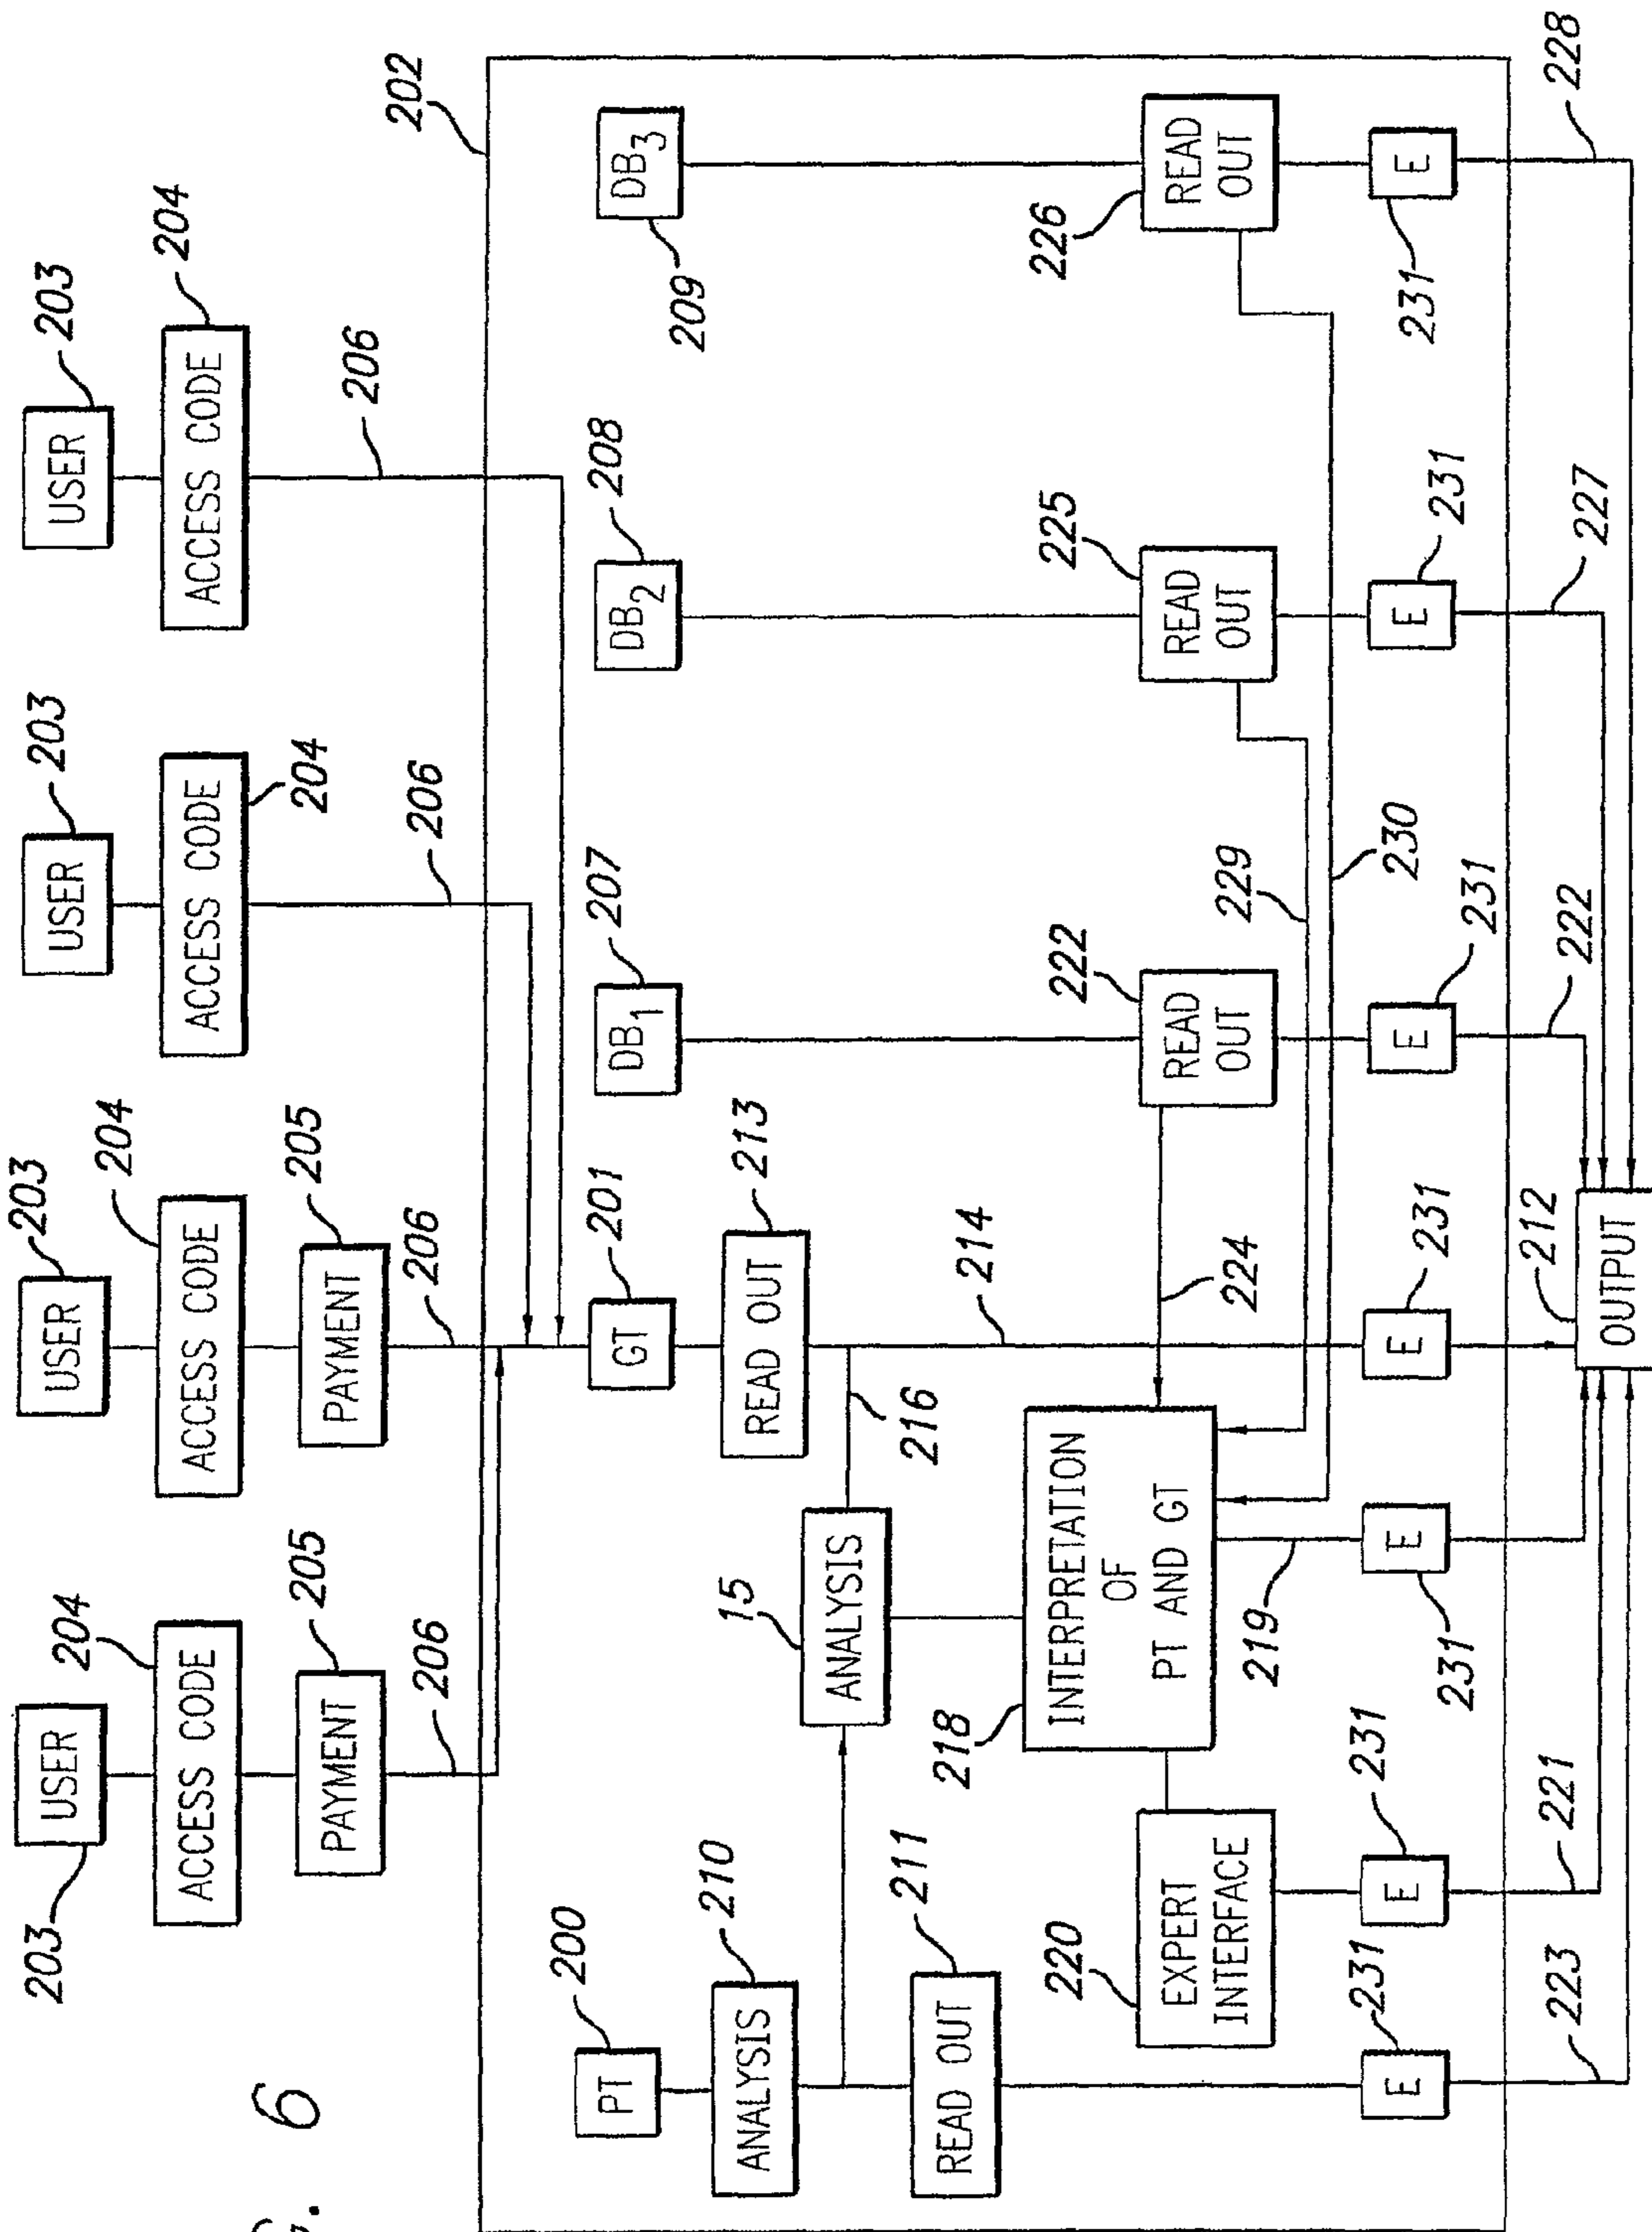 G. 6
USER
203
ACCESS CODE
204
PAYMENT
205
206
USER
203
ACCESS CODE
204
PAYMENT
205
206
USER
203
ACCESS CODE
204
206
USER
203
ACCESS CODE
204
206
202
PT
200
GT
201
DB1
207
DB2
208
DB3
209
ANALYSIS
210
READ OUT
213
ANALYSIS
15
216
214
READ OUT
211
INTERPRETATION
OF
PT AND GT
218
224
EXPERT
INTERFACE
220
READ
OUT
222
READ
OUT
225
READ
OUT
226
219
229
230
E
231
E
231
E
231
E
231
E
231
E
231
E
231
223
221
222
227
228
OUTPUT
212